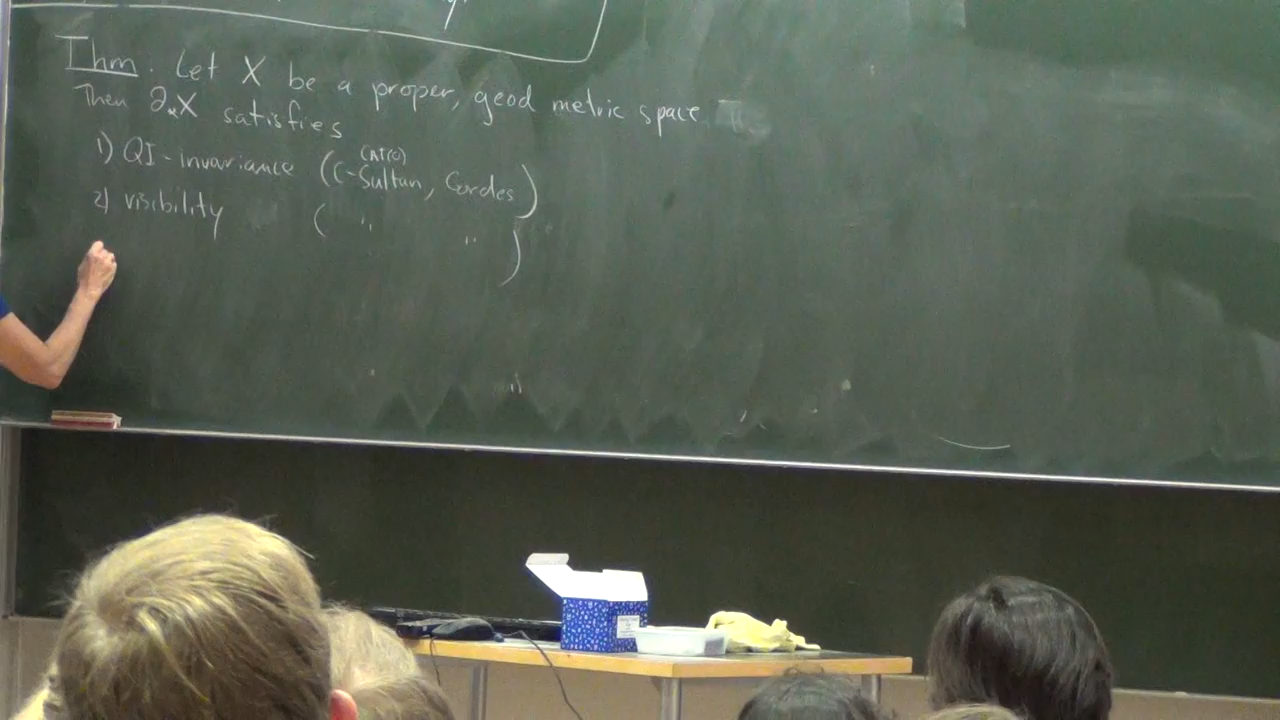 Thm. Let X be a proper, geod metric space
Then ∂*X satisfies
1) QI-invariance (C-Sultan, Cordes)
CAT(0)
2) visibility ( " " )